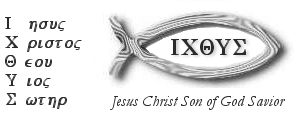 Ι ησυς
Χ ριστος
Θ εου
Υ ιος
Σ ωτηρ
ΙΧΘΥΣ
Jesus Christ Son of God Savior